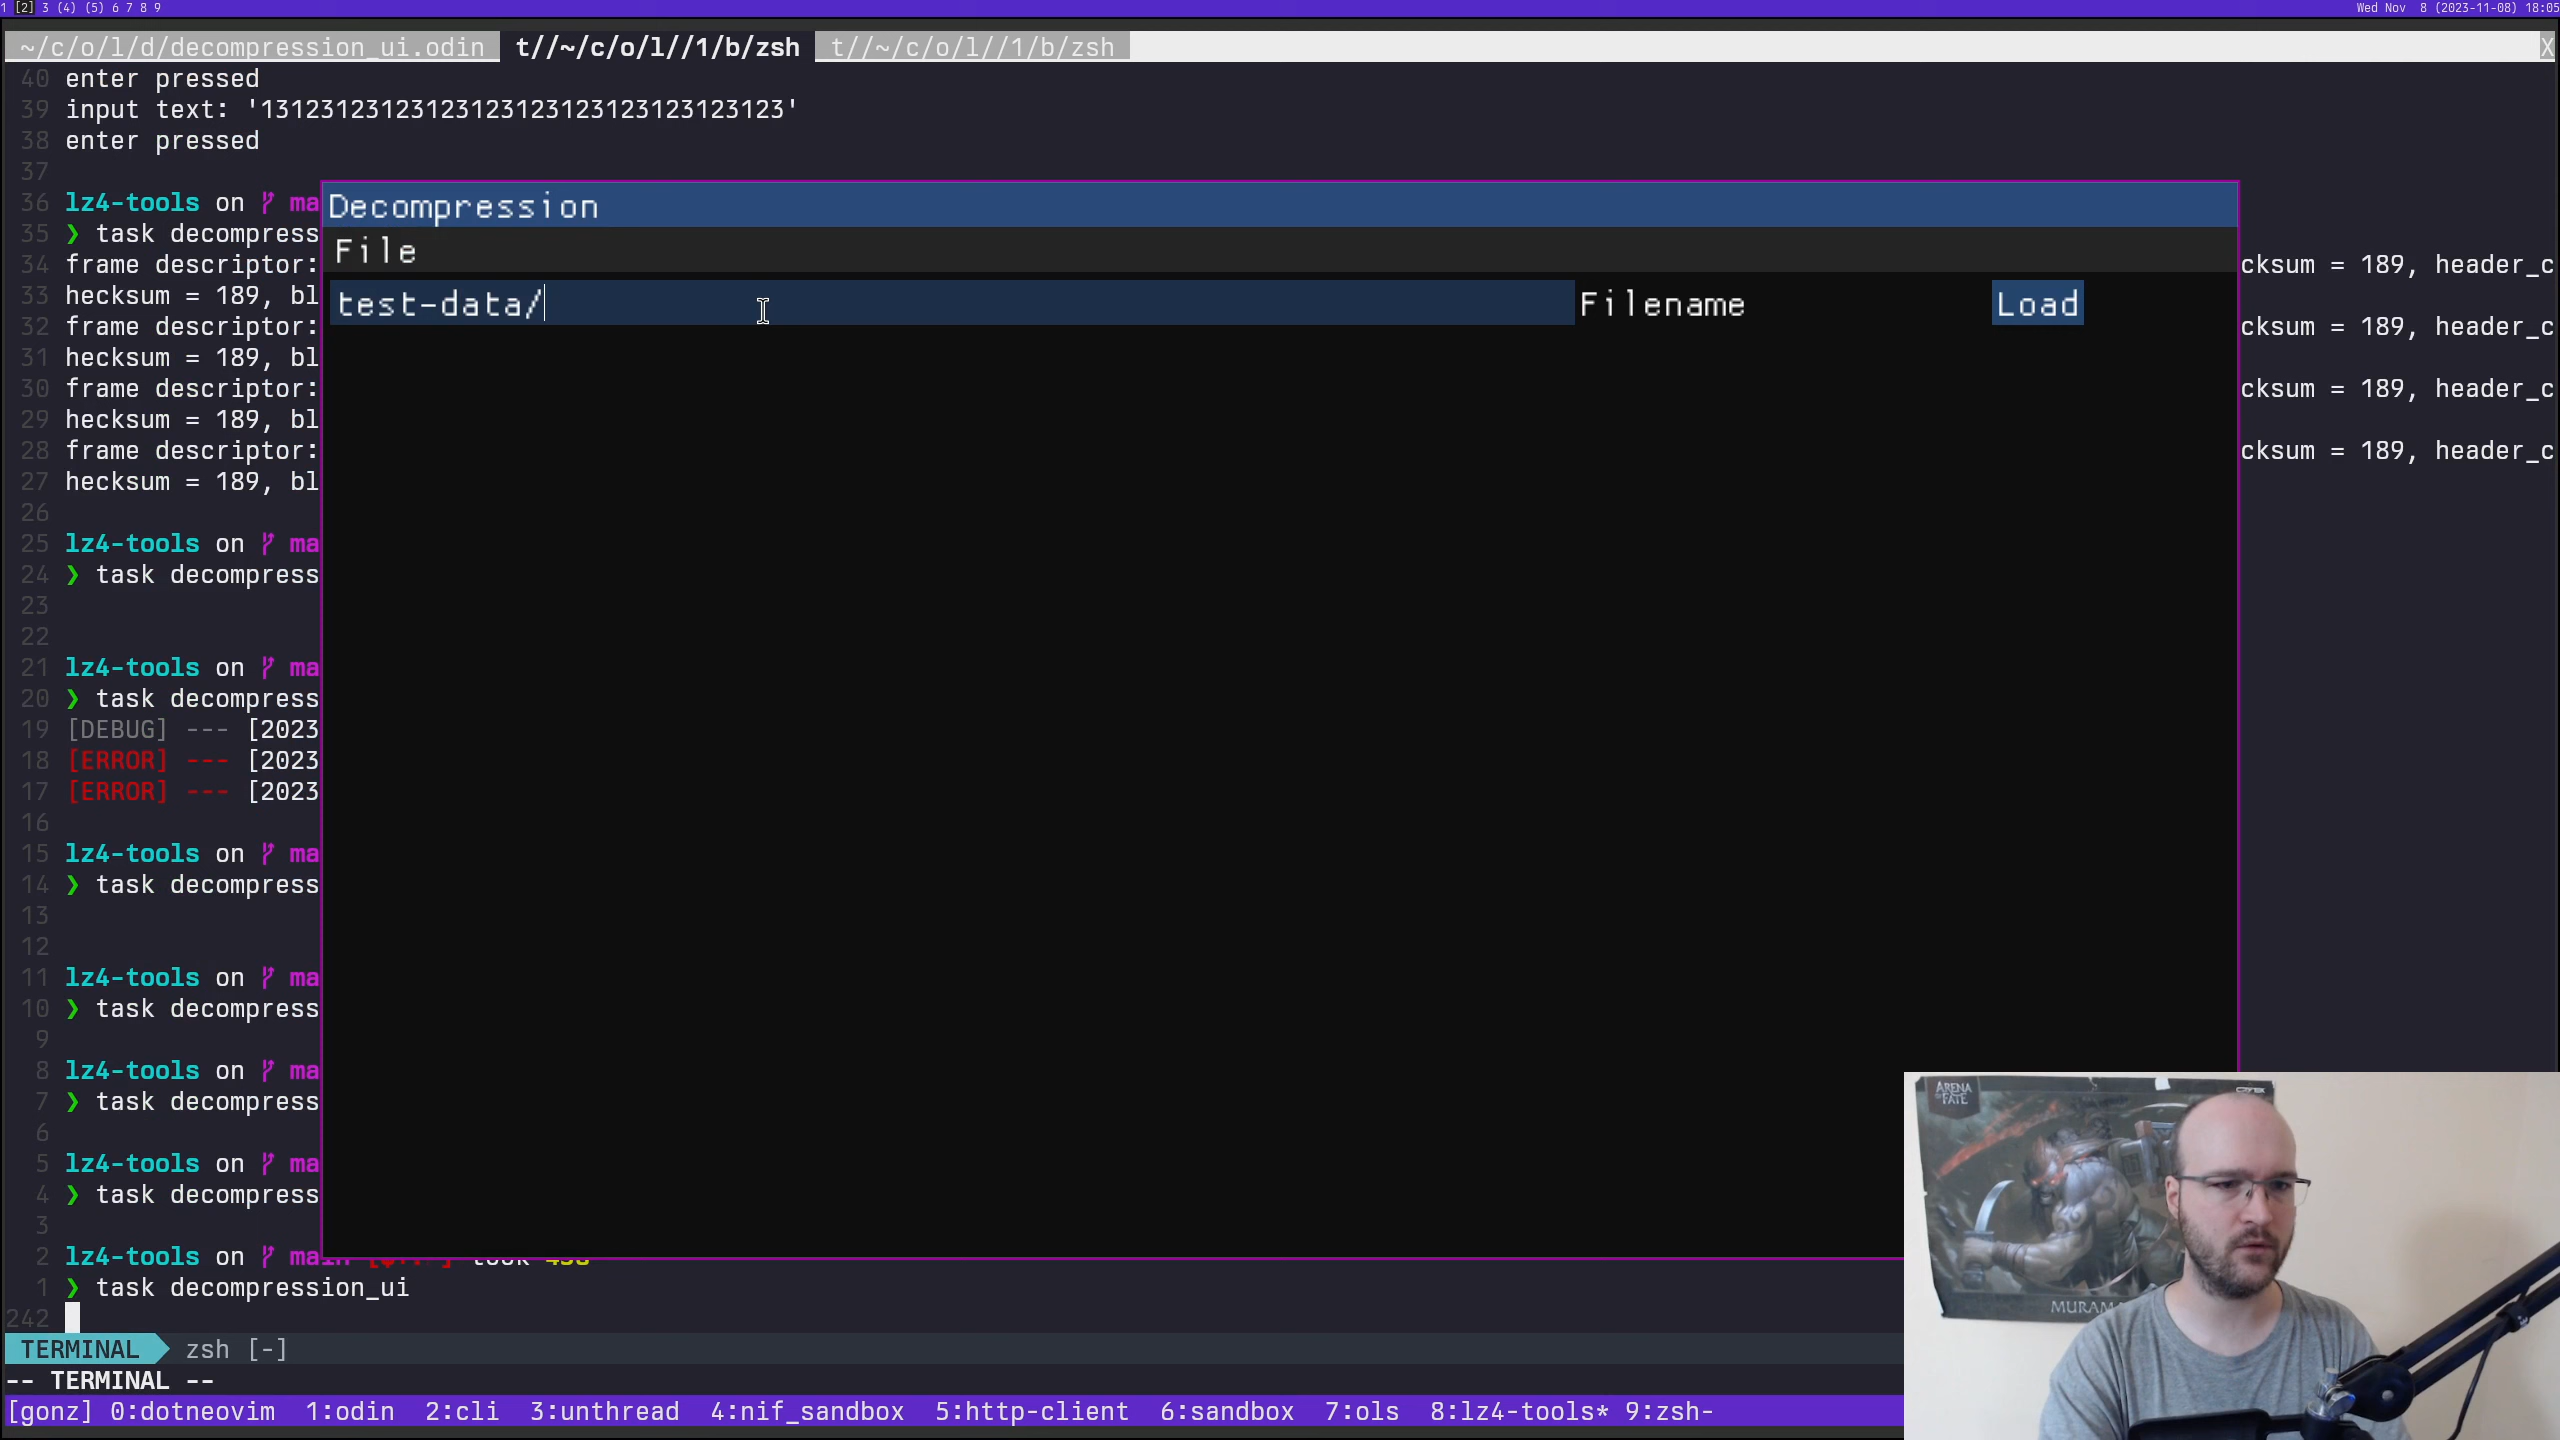 1 [2] 3 (4) (5) 6 7 8 9
Wed Nov 8 (2023-11-08) 18:05
~/c/o/l/d/decompression_ui.odin t//~/c/o/l//1/b/zsh t//~/c/o/l//1/b/zsh X
40 enter pressed
39 input text: '13123123123123123123123123123123123'
38 enter pressed
37
36 lz4-tools on ma
35 ❯ task decompress
34 frame descriptor: cksum = 189, header_c
33 hecksum = 189, bl
32 frame descriptor: cksum = 189, header_c
31 hecksum = 189, bl
30 frame descriptor: cksum = 189, header_c
29 hecksum = 189, bl
28 frame descriptor: cksum = 189, header_c
27 hecksum = 189, bl
26
25 lz4-tools on ma
24 ❯ task decompress
23
22
21 lz4-tools on ma
20 ❯ task decompress
19 [DEBUG] --- [2023
18 [ERROR] --- [2023
17 [ERROR] --- [2023
16
15 lz4-tools on ma
14 ❯ task decompress
13
12
11 lz4-tools on ma
10 ❯ task decompress
9
8 lz4-tools on ma
7 ❯ task decompress
6
5 lz4-tools on ma
4 ❯ task decompress
3
2 lz4-tools on main
1 ❯ task decompression_ui
242
Decompression
File
test-data/ Filename Load
TERMINAL zsh [-]
-- TERMINAL --
[gonz] 0:dotneovim 1:odin 2:cli 3:unthread 4:nif_sandbox 5:http-client 6:sandbox 7:ols 8:lz4-tools* 9:zsh-
ARENA
OF FATE
MURAMA